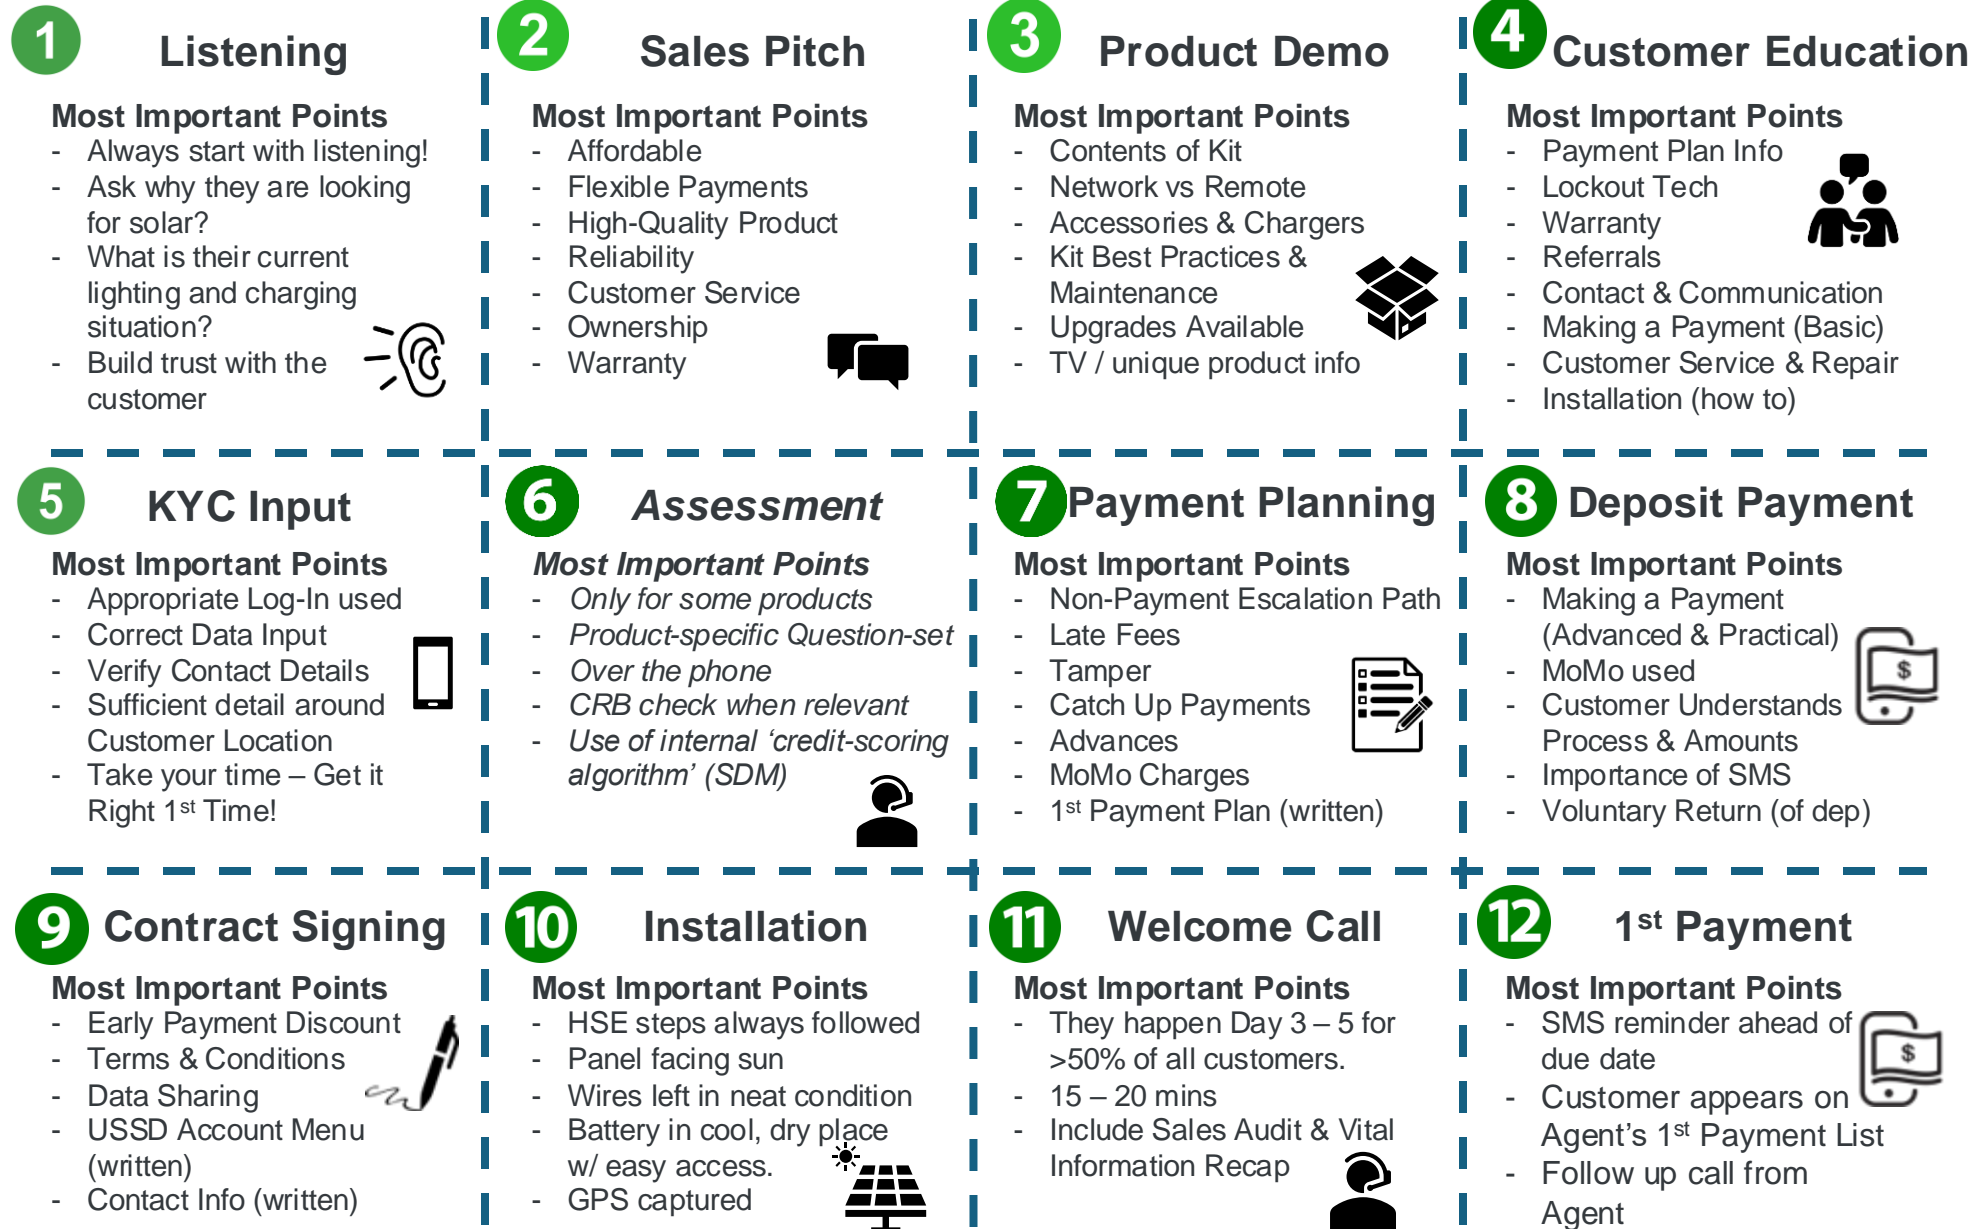 1 Listening
Most Important Points
- Always start with listening!
- Ask why they are looking
for solar?
- What is their current
lighting and charging
situation?
- Build trust with the
customer
2 Sales Pitch
Most Important Points
- Affordable
- Flexible Payments
- High-Quality Product
- Reliability
- Customer Service
- Ownership
- Warranty
3 Product Demo
Most Important Points
- Contents of Kit
- Network vs Remote
- Accessories & Chargers
- Kit Best Practices &
Maintenance
- Upgrades Available
- TV / unique product info
4 Customer Education
Most Important Points
- Payment Plan Info
- Lockout Tech
- Warranty
- Referrals
- Contact & Communication
- Making a Payment (Basic)
- Customer Service & Repair
- Installation (how to)
5 KYC Input
Most Important Points
- Appropriate Log-In used
- Correct Data Input
- Verify Contact Details
- Sufficient detail around
Customer Location
- Take your time – Get it
Right 1st Time!
6 Assessment
Most Important Points
- Only for some products
- Product-specific Question-set
- Over the phone
- CRB check when relevant
- Use of internal ‘credit-scoring
algorithm’ (SDM)
7 Payment Planning
Most Important Points
- Non-Payment Escalation Path
- Late Fees
- Tamper
- Catch Up Payments
- Advances
- MoMo Charges
- 1st Payment Plan (written)
8 Deposit Payment
Most Important Points
- Making a Payment
(Advanced & Practical)
- MoMo used
- Customer Understands
Process & Amounts
- Importance of SMS
- Voluntary Return (of dep)
$
9 Contract Signing
Most Important Points
- Early Payment Discount
- Terms & Conditions
- Data Sharing
- USSD Account Menu
(written)
- Contact Info (written)
10 Installation
Most Important Points
- HSE steps always followed
- Panel facing sun
- Wires left in neat condition
- Battery in cool, dry place
w/ easy access.
- GPS captured
11 Welcome Call
Most Important Points
- They happen Day 3 – 5 for
>50% of all customers.
- 15 – 20 mins
- Include Sales Audit & Vital
Information Recap
12 1st Payment
Most Important Points
- SMS reminder ahead of
due date
- Customer appears on
Agent’s 1st Payment List
- Follow up call from
Agent
$